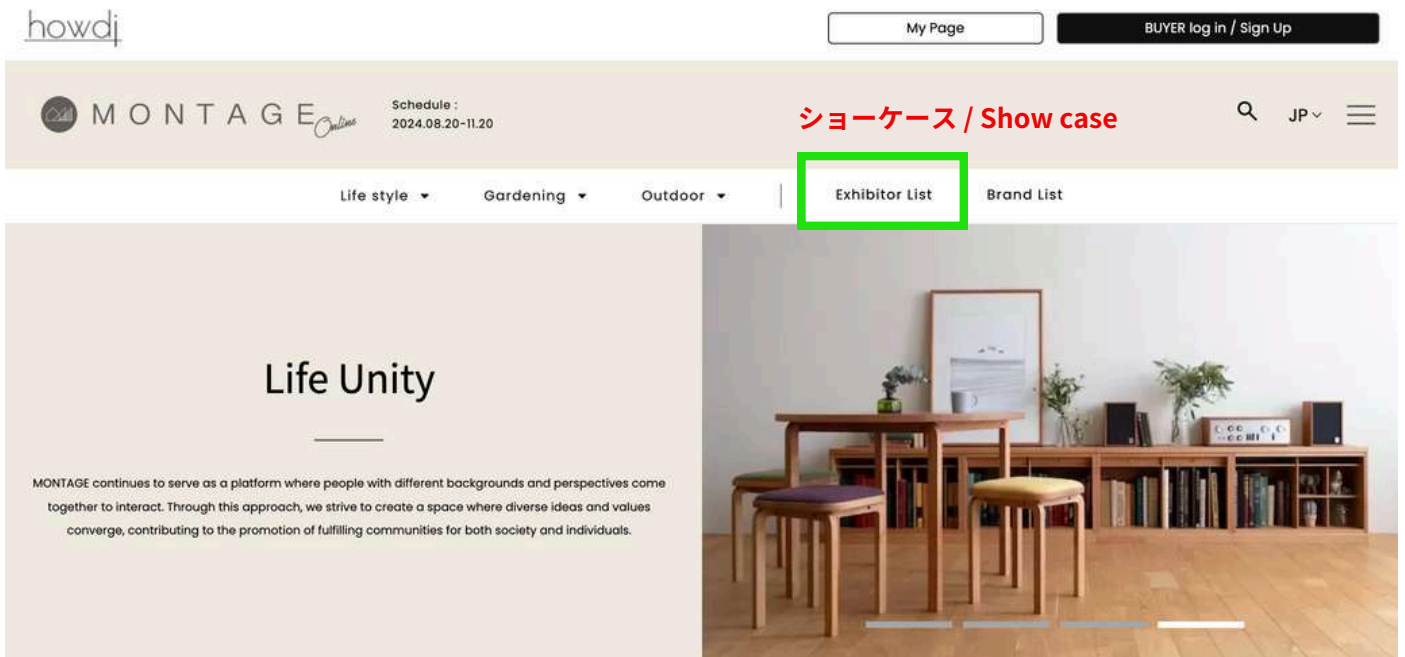 howdi
My Page
BUYER log in / Sign Up
MONTAGE Online
Schedule :
2024.08.20-11.20
ショーケース / Show case
JP
Life style
Gardening
Outdoor
Exhibitor List
Brand List
Life Unity
MONTAGE continues to serve as a platform where people with different backgrounds and perspectives come
together to interact. Through this approach, we strive to create a space where diverse ideas and values
converge, contributing to the promotion of fulfilling communities for both society and individuals.